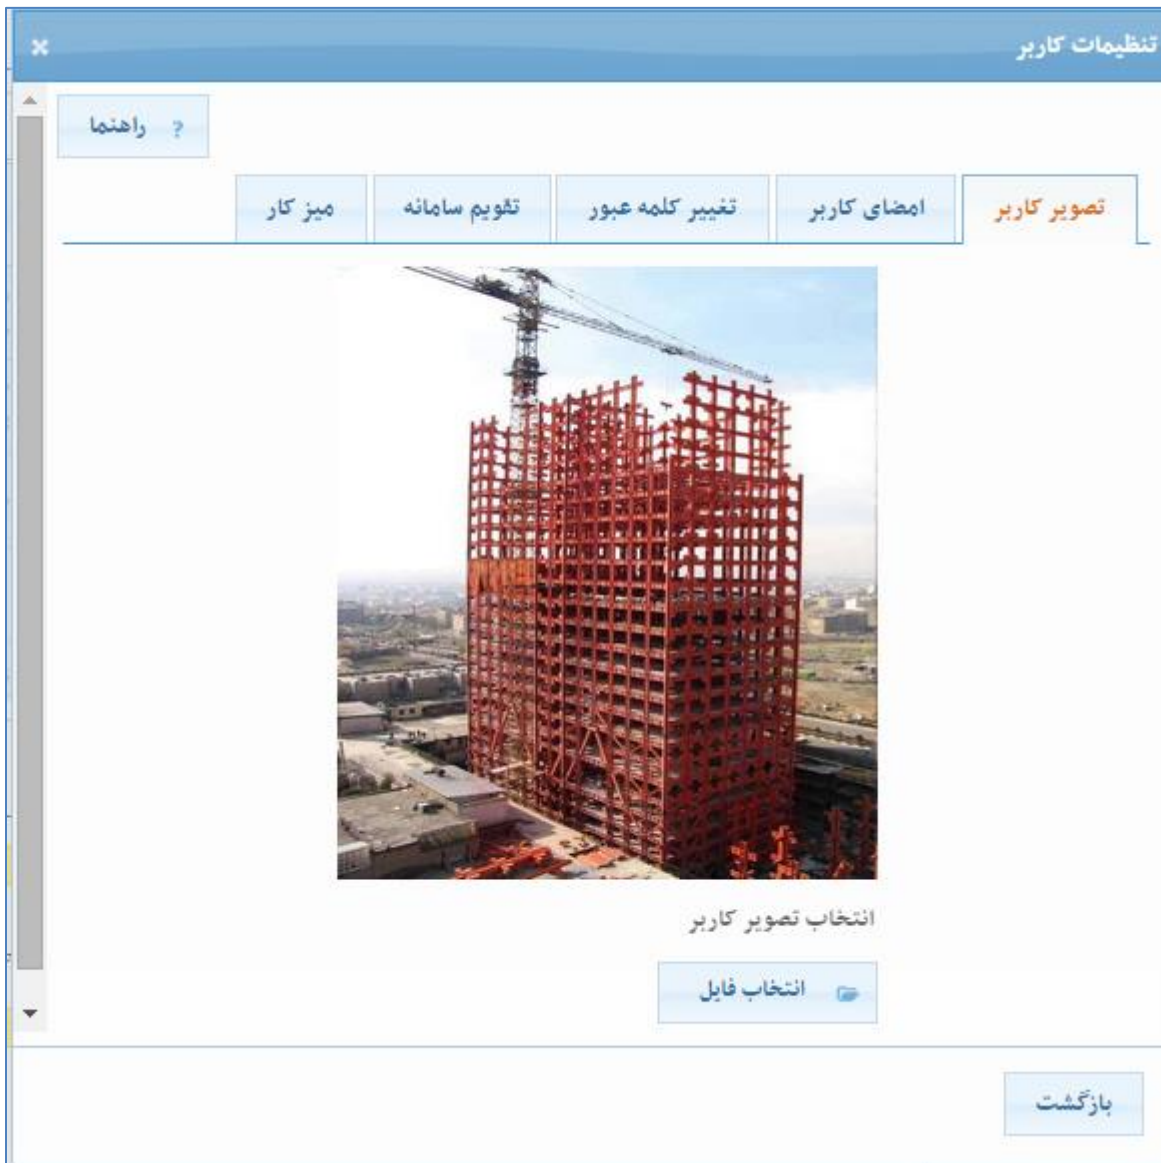 تنظیمات کاربر
? راهنما
تصویر کاربر امضای کاربر تغییر کلمه عبور تقویم سامانه میز کار
انتخاب تصویر کاربر
انتخاب فایل
بازگشت